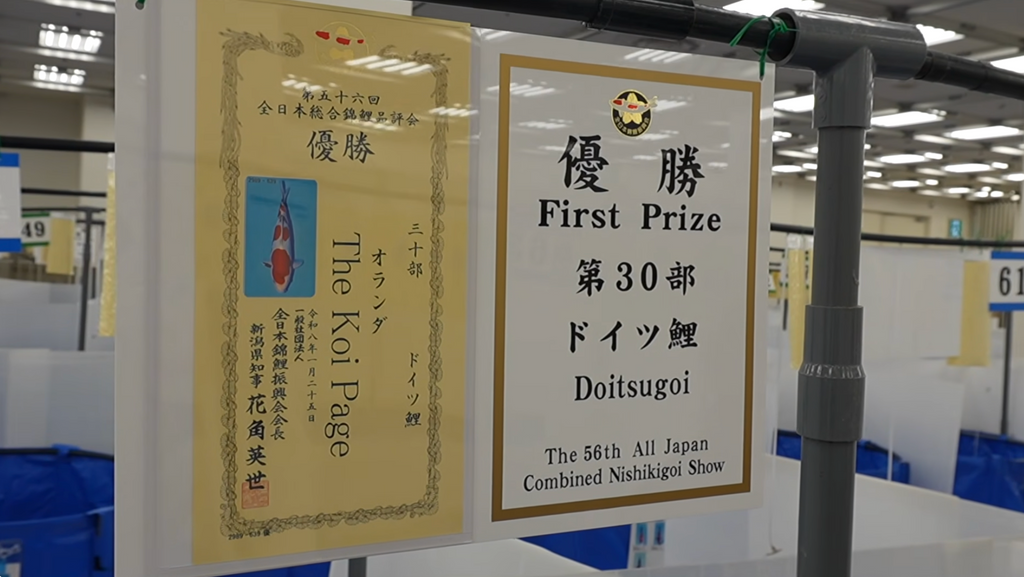 第五十六回
全日本総合錦鯉品評会
優勝
三十部 ドイツ鯉
オランダ
The Koi Page
令和八年一月二十五日
一般社団法人
全日本錦鯉振興会会長
新潟県知事 花角英世
優 勝
First Prize
第30部
ドイツ鯉
Doitsugoi
The 56th All Japan
Combined Nishikigoi Show
49
61